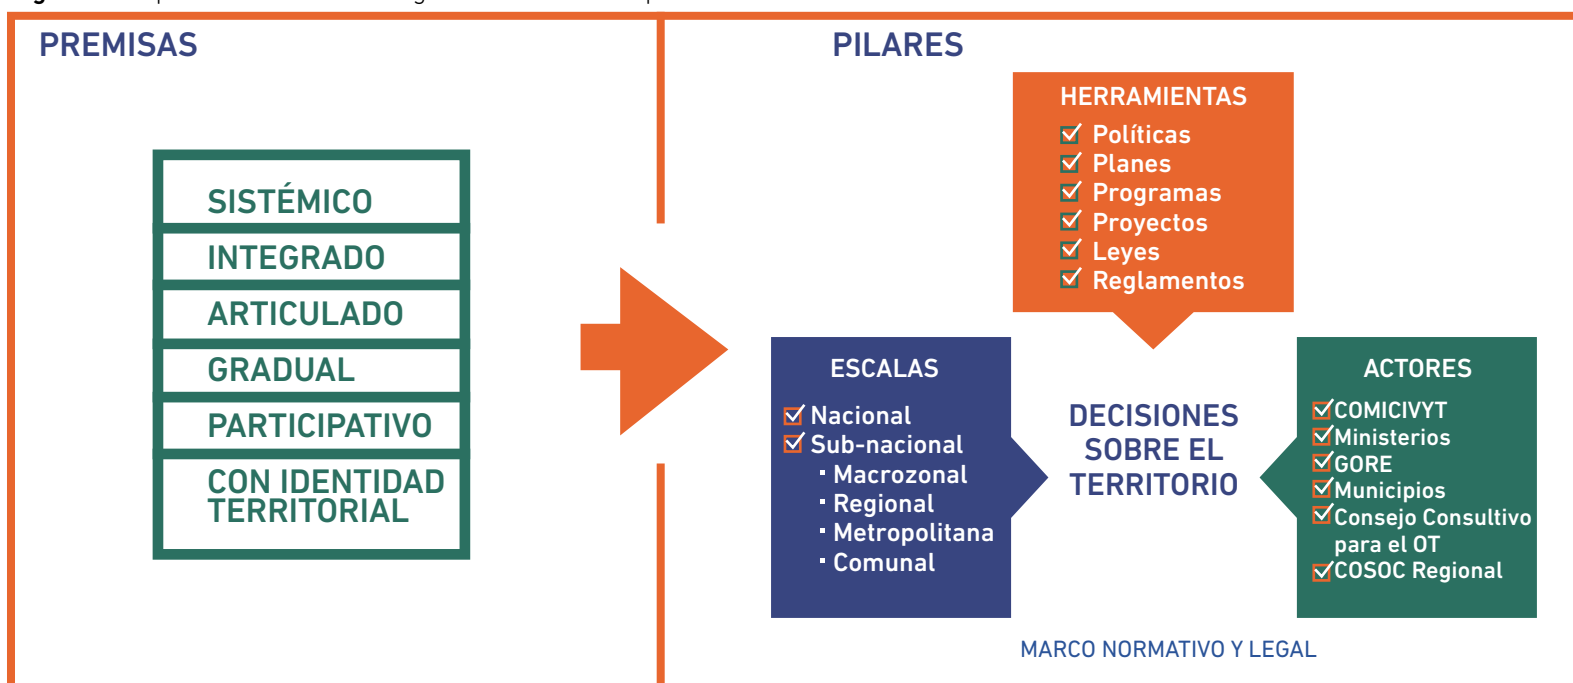 PREMISAS
SISTÉMICO
INTEGRADO
ARTICULADO
GRADUAL
PARTICIPATIVO
CON IDENTIDAD
TERRITORIAL
PILARES
HERRAMIENTAS
Políticas
Planes
Programas
Proyectos
Leyes
Reglamentos
ESCALAS
Nacional
Sub-nacional
Macrozonal
Regional
Metropolitana
Comunal
DECISIONES
SOBRE EL
TERRITORIO
ACTORES
COMICIVYT
Ministerios
GORE
Municipios
Consejo Consultivo
para el OT
COSOC Regional
MARCO NORMATIVO Y LEGAL